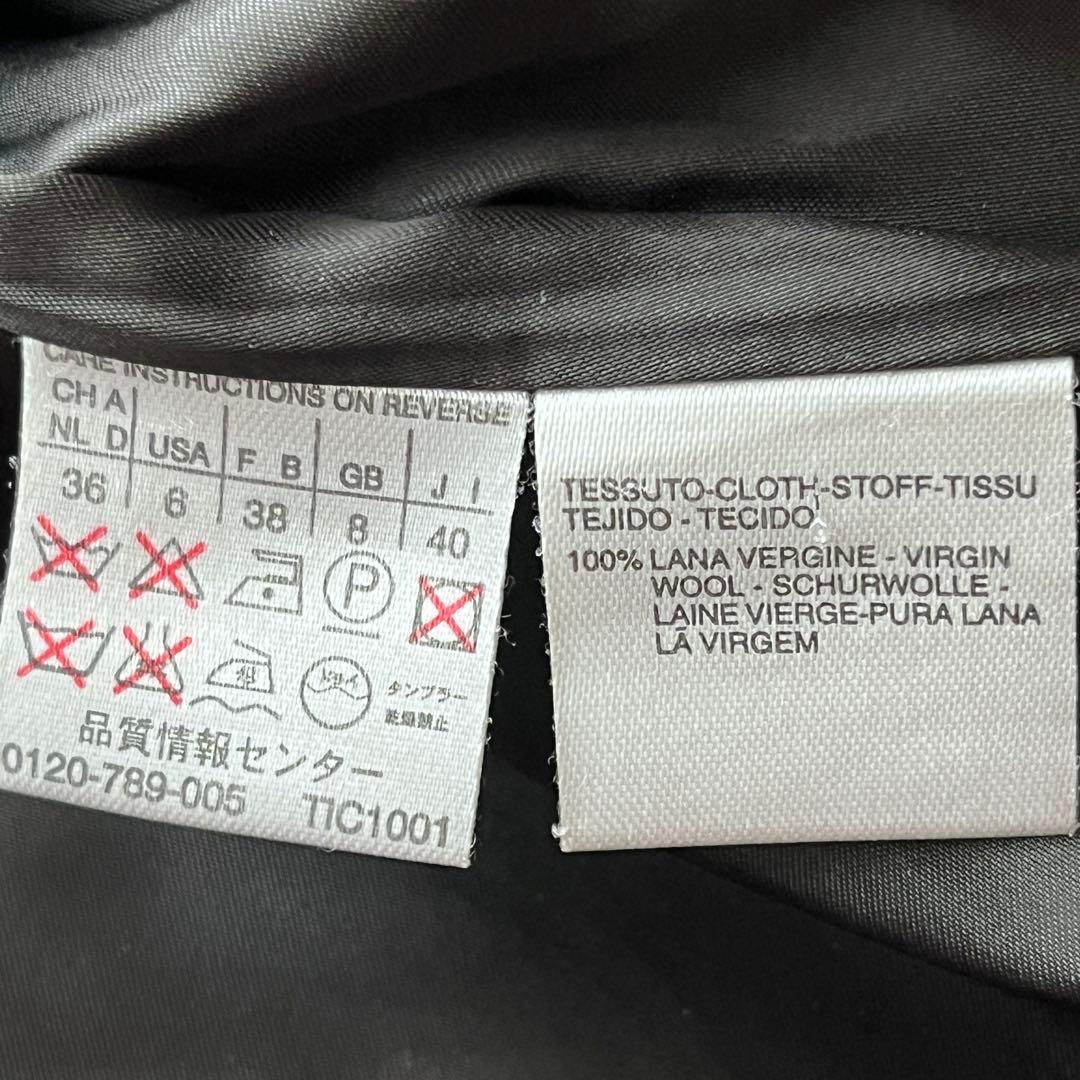 CARE INSTRUCTIONS ON REVERSE
CH A
NL D USA F B GB J I
36 6 38 8 40
P
ドライ
タンブラー
乾燥禁止
品質情報センター
0120-789-005 TIC1001
TESSUTO-CLOTH-STOFF-TISSU
TEJIDO - TECIDO
100% LANA VERGINE - VIRGIN
WOOL - SCHURWOLLE -
LAINE VIERGE-PURA LANA
LÃ VIRGEM